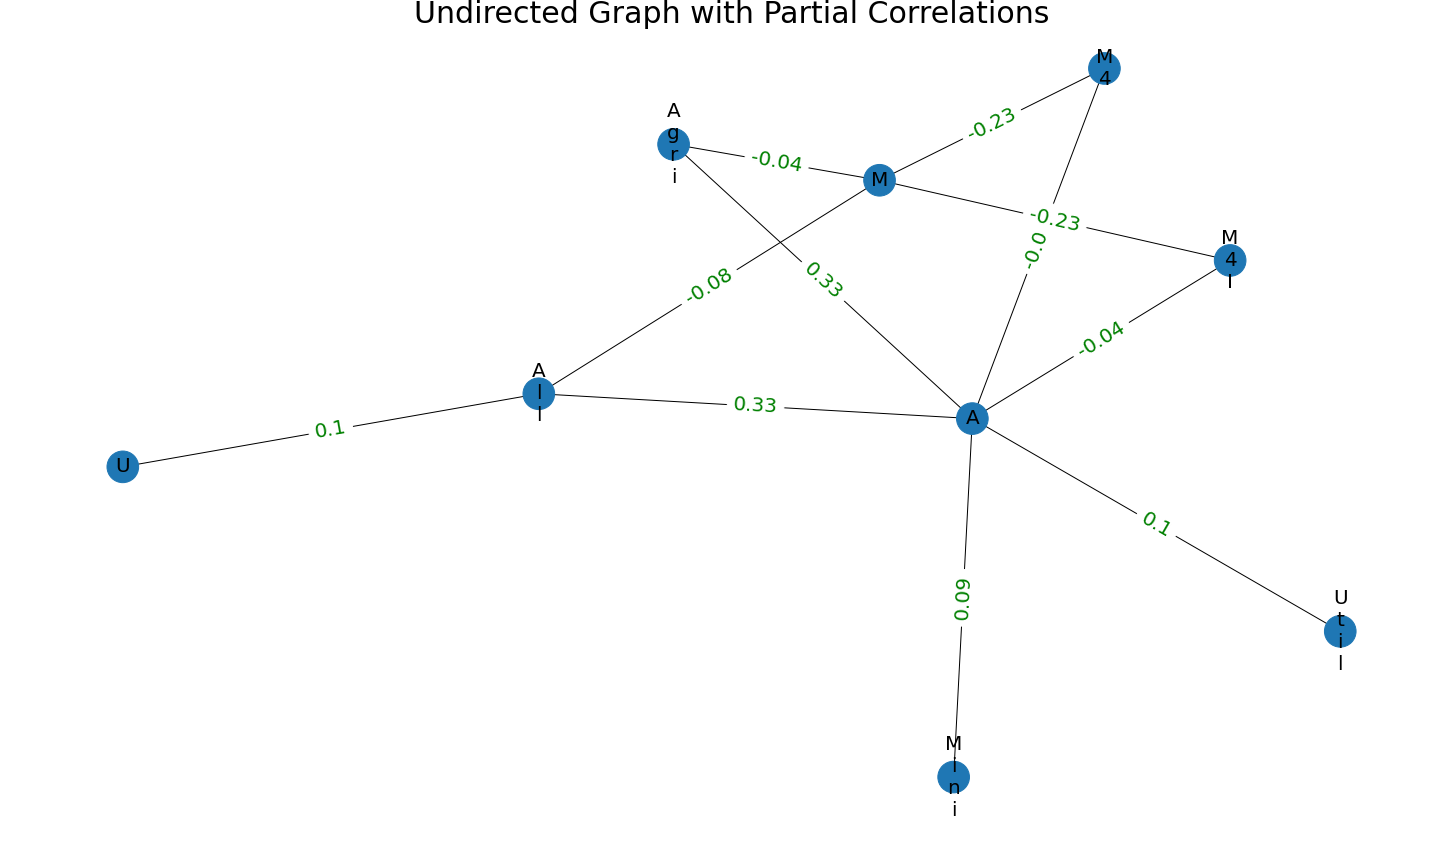 Undirected Graph with Partial Correlations
M
4
A
g
r
i
-0.23
-0.04
M
-0.23
-0.0
M
4
l
0.33
-0.08
-0.04
A
l
l
0.33
A
0.1
U
0.1
0.09
U
t
i
l
M
i
n
i